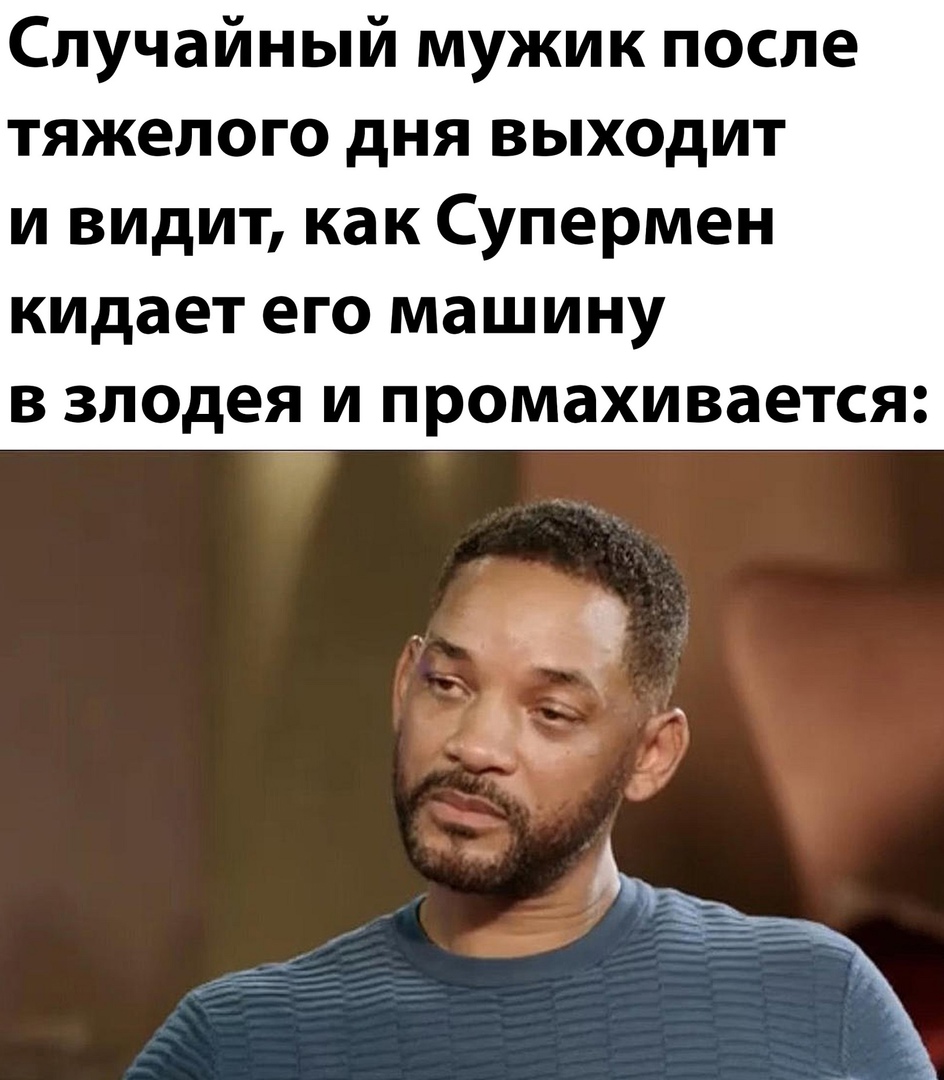 Случайный мужик после
тяжелого дня выходит
и видит, как Супермен
кидает его машину
в злодея и промахивается: